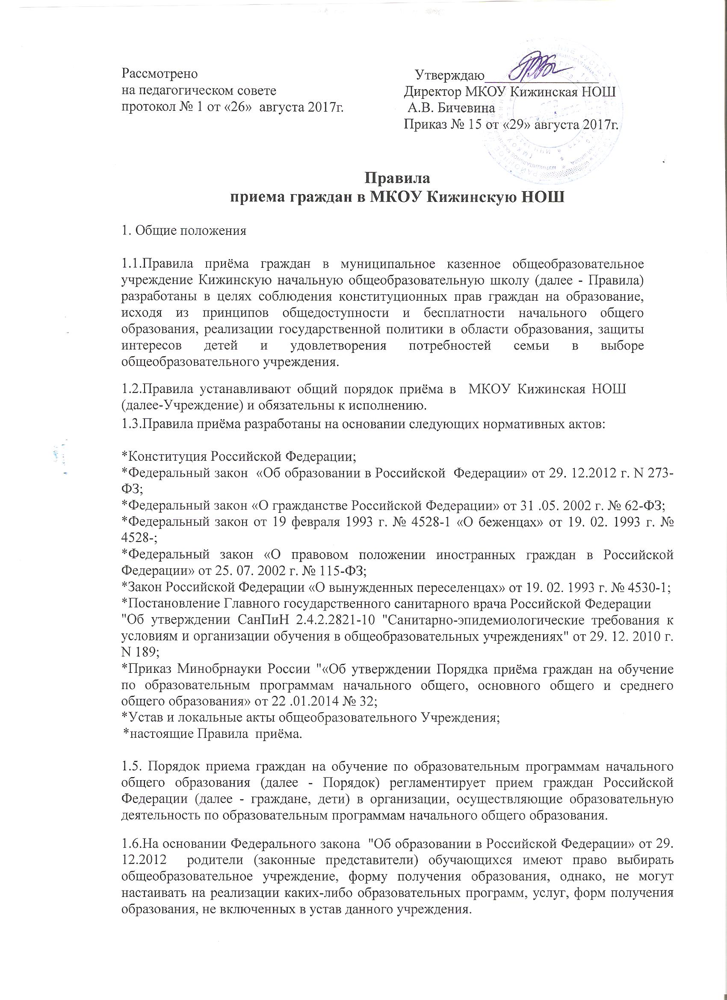 Рассмотрено
на педагогическом совете
протокол № 1 от «26» августа 2017г.
Утверждаю
Директор МКОУ Кижинская НОШ
А.В. Бичевина
Приказ № 15 от «29» августа 2017г.
Правила
приема граждан в МКОУ Кижинскую НОШ
1. Общие положения
1.1.Правила приёма граждан в муниципальное казенное общеобразовательное
учреждение Кижинскую начальную общеобразовательную школу (далее - Правила)
разработаны в целях соблюдения конституционных прав граждан на образование,
исходя из принципов общедоступности и бесплатности начального общего
образования, реализации государственной политики в области образования, защиты
интересов детей и удовлетворения потребностей семьи в выборе
общеобразовательного учреждения.
1.2.Правила устанавливают общий порядок приёма в МКОУ Кижинская НОШ
(далее-Учреждение) и обязательны к исполнению.
1.3.Правила приёма разработаны на основании следующих нормативных актов:
*Конституция Российской Федерации;
*Федеральный закон «Об образовании в Российской Федерации» от 29. 12.2012 г. N 273-
ФЗ;
*Федеральный закон «О гражданстве Российской Федерации» от 31 .05. 2002 г. № 62-ФЗ;
*Федеральный закон от 19 февраля 1993 г. № 4528-1 «О беженцах» от 19. 02. 1993 г. №
4528-;
*Федеральный закон «О правовом положении иностранных граждан в Российской
Федерации» от 25. 07. 2002 г. № 115-ФЗ;
*Закон Российской Федерации «О вынужденных переселенцах» от 19. 02. 1993 г. № 4530-1;
*Постановление Главного государственного санитарного врача Российской Федерации
"Об утверждении СанПиН 2.4.2.2821-10 "Санитарно-эпидемиологические требования к
условиям и организации обучения в общеобразовательных учреждениях" от 29. 12. 2010 г.
N 189;
*Приказ Минобрнауки России "«Об утверждении Порядка приёма граждан на обучение
по образовательным программам начального общего, основного общего и среднего
общего образования» от 22 .01.2014 № 32;
*Устав и локальные акты общеобразовательного Учреждения;
*настоящие Правила приёма.
1.5. Порядок приема граждан на обучение по образовательным программам начального
общего образования (далее - Порядок) регламентирует прием граждан Российской
Федерации (далее - граждане, дети) в организации, осуществляющие образовательную
деятельность по образовательным программам начального общего образования.
1.6.На основании Федерального закона "Об образовании в Российской Федерации» от 29.
12.2012 родители (законные представители) обучающихся имеют право выбирать
общеобразовательное учреждение, форму получения образования, однако, не могут
настаивать на реализации каких-либо образовательных программ, услуг, форм получения
образования, не включенных в устав данного учреждения.